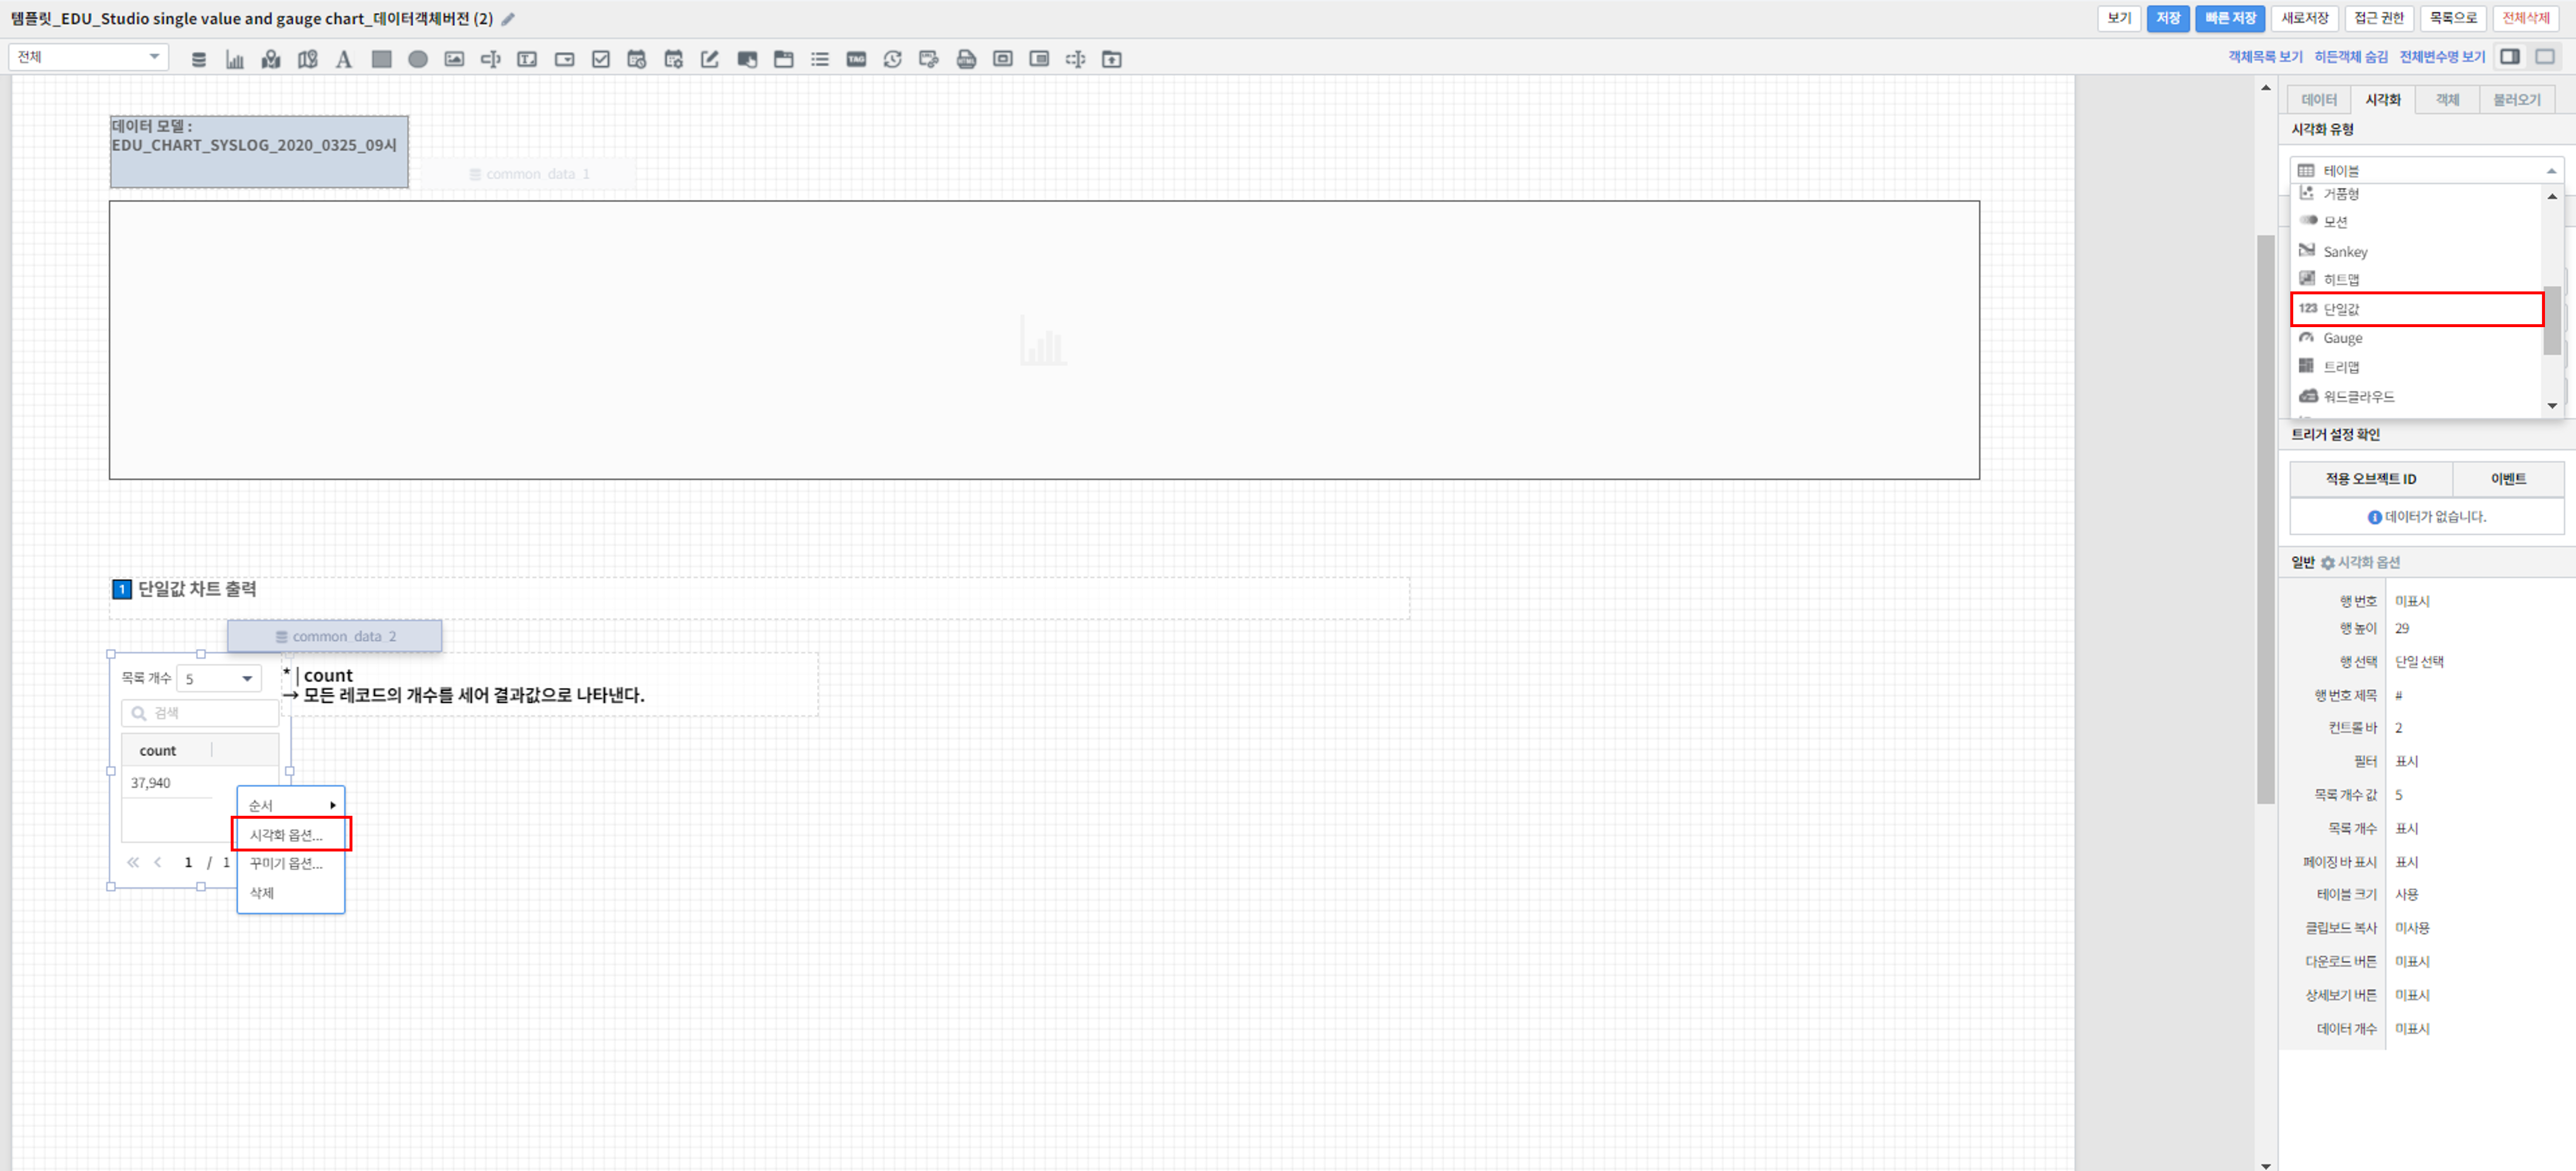 템플릿_EDU_Studio single value and gauge chart_데이터객체버전 (2)
보기 저장 빠른 저장 새로저장 접근 권한 목록으로 전체삭제
전체
객체목록 보기 히든객체 숨김 전체변수명 보기
데이터 시각화 객체 불러오기
시각화 유형
테이블
거품형
모션
Sankey
히트맵
123 단일값
Gauge
트리맵
워드클라우드
트리거 설정 확인
적용 오브젝트 ID 이벤트
데이터가 없습니다.
일반 시각화 옵션
행 번호 미표시
행 높이 29
행 선택 단일 선택
행 번호 제목 #
컨트롤 바 2
필터 표시
목록 개수 값 5
목록 개수 표시
페이징 바 표시 표시
테이블 크기 사용
클립보드 복사 미사용
다운로드 버튼 미표시
상세보기 버튼 미표시
데이터 개수 미표시
데이터 모델 :
EDU_CHART_SYSLOG_2020_0325_09시
common_data_1
1 단일값 차트 출력
common_data_2
목록 개수 5
검색
count
37,940
« < 1 / 1
* | count
→ 모든 레코드의 개수를 세어 결과값으로 나타낸다.
순서
시각화 옵션...
꾸미기 옵션...
삭제